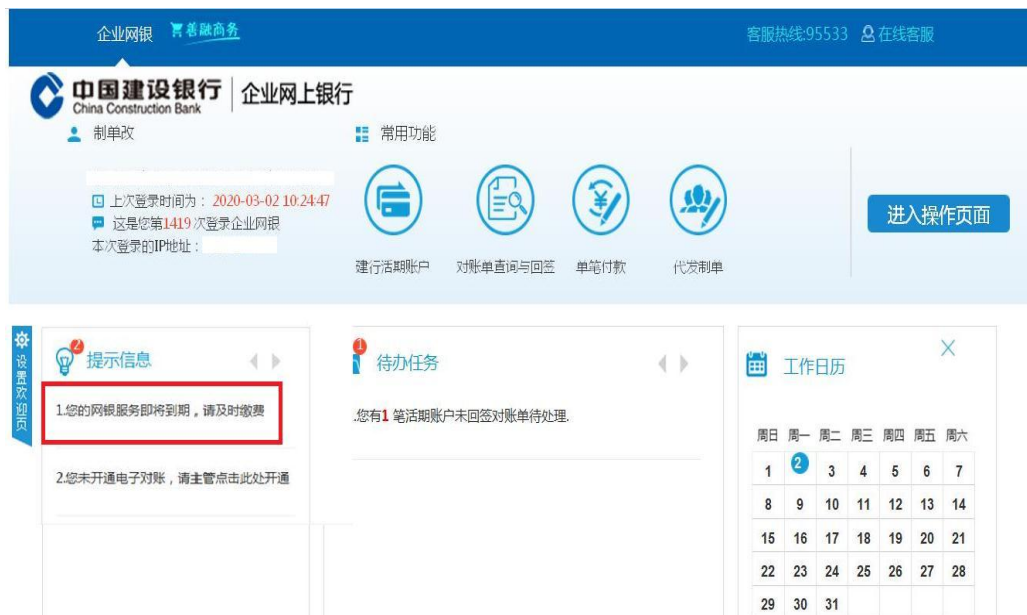 企业网银 善融商务 客服热线:95533 在线客服
中国建设银行 企业网上银行
China Construction Bank
制单改 常用功能
上次登录时间为： 2020-03-02 10:24:47
这是您第1419 次登录企业网银
本次登录的IP地址：
进入操作页面
建行活期账户 对账单查询与回签 单笔付款 代发制单
设置欢迎页
2 提示信息
1.您的网银服务即将到期，请及时缴费
2.您未开通电子对账，请主管点击此处开通
1 待办任务
.您有1 笔活期账户未回签对账单待处理.
工作日历 X
周日 周一 周二 周三 周四 周五 周六
1 2 3 4 5 6 7
8 9 10 11 12 13 14
15 16 17 18 19 20 21
22 23 24 25 26 27 28
29 30 31